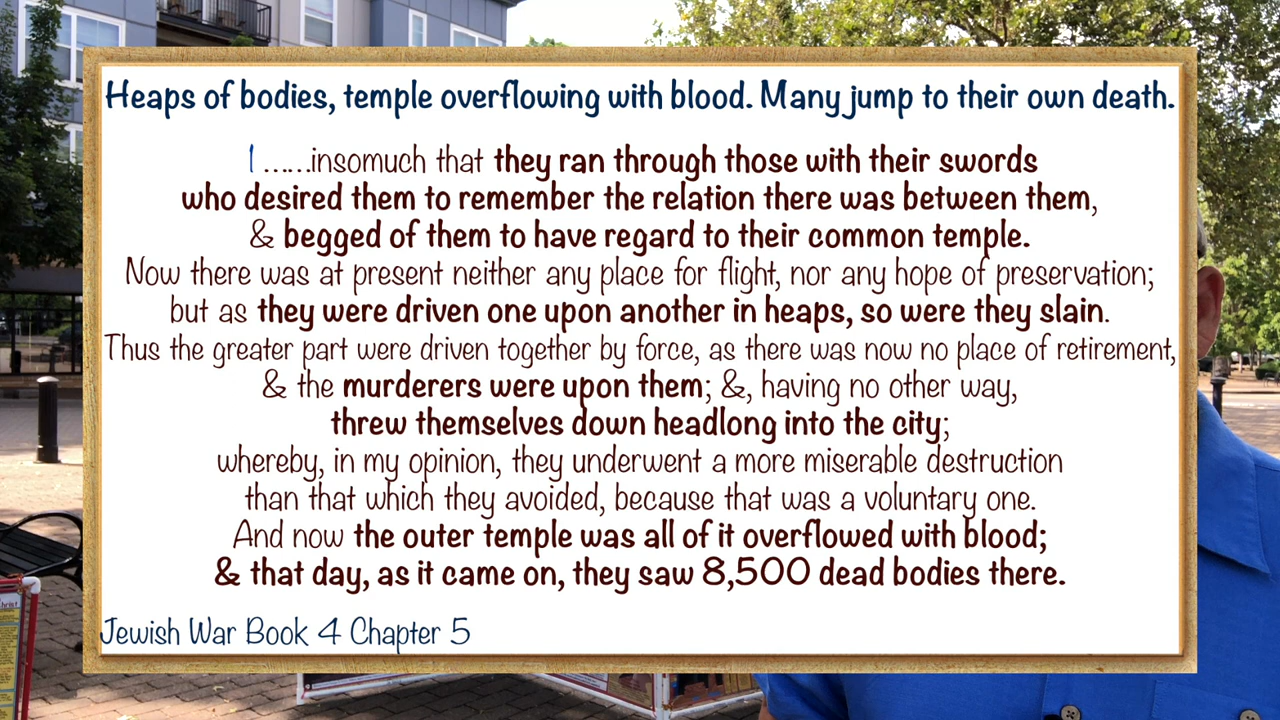 Heaps of bodies, temple overflowing with blood. Many jump to their own death.
1 ......insomuch that they ran through those with their swords
who desired them to remember the relation there was between them,
& begged of them to have regard to their common temple.
Now there was at present neither any place for flight, nor any hope of preservation;
but as they were driven one upon another in heaps, so were they slain.
Thus the greater part were driven together by force, as there was now no place of retirement,
& the murderers were upon them; &, having no other way,
threw themselves down headlong into the city;
whereby, in my opinion, they underwent a more miserable destruction
than that which they avoided, because that was a voluntary one.
And now the outer temple was all of it overflowed with blood;
& that day, as it came on, they saw 8,500 dead bodies there.
Jewish War Book 4 Chapter 5